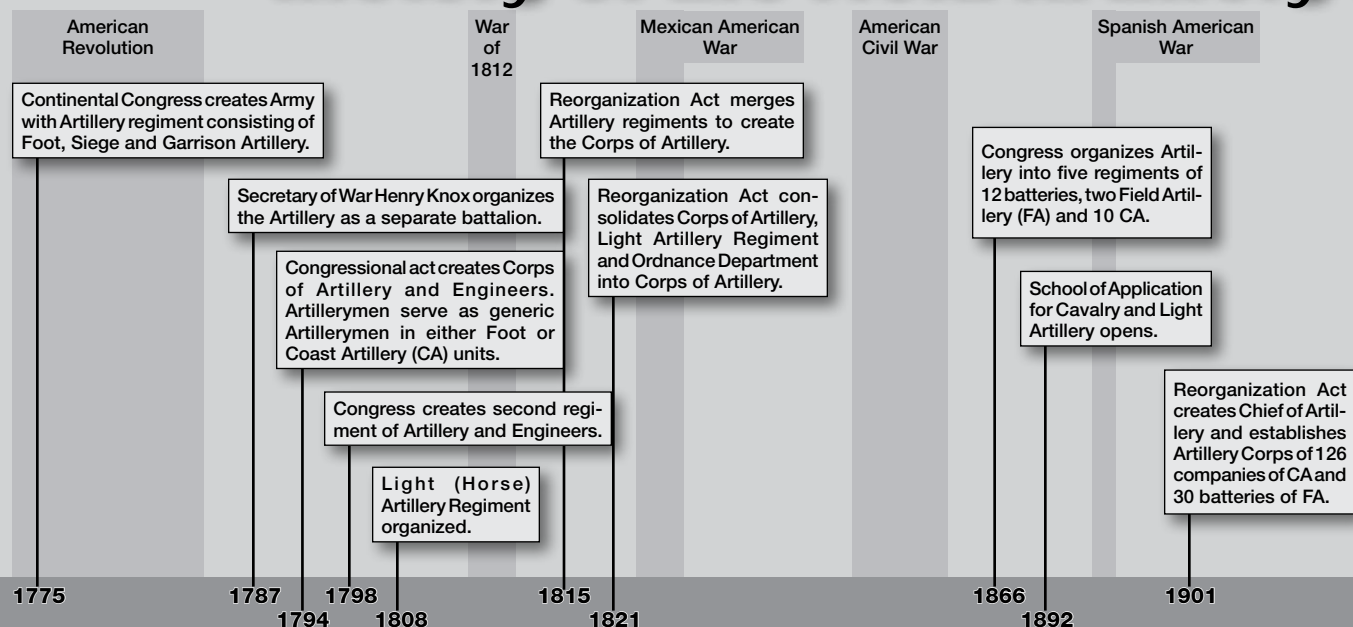 American
Revolution
War
of
1812
Mexican American
War
American
Civil War
Spanish American
War
Continental Congress creates Army
with Artillery regiment consisting of
Foot, Siege and Garrison Artillery.
Secretary of War Henry Knox organizes
the Artillery as a separate battalion.
Congressional act creates Corps
of Artillery and Engineers.
Artillerymen serve as generic
Artillerymen in either Foot or
Coast Artillery (CA) units.
Congress creates second regi-
ment of Artillery and Engineers.
Light (Horse)
Artillery Regiment
organized.
Reorganization Act merges
Artillery regiments to create
the Corps of Artillery.
Reorganization Act con-
solidates Corps of Artillery,
Light Artillery Regiment
and Ordnance Department
into Corps of Artillery.
Congress organizes Artil-
lery into five regiments of
12 batteries, two Field Artil-
lery (FA) and 10 CA.
School of Application
for Cavalry and Light
Artillery opens.
Reorganization Act
creates Chief of Artil-
lery and establishes
Artillery Corps of 126
companies of CA and
30 batteries of FA.
1775
1787
1794
1798
1808
1815
1821
1866
1892
1901